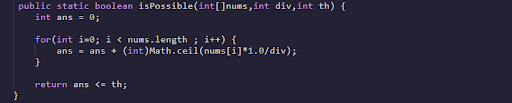 public static boolean isPossible(int[]nums,int div,int th) {
int ans = 0;
for(int i=0; i < nums.length ; i++) {
ans = ans + (int)Math.ceil(nums[i]*1.0/div);
}
return ans <= th;
}